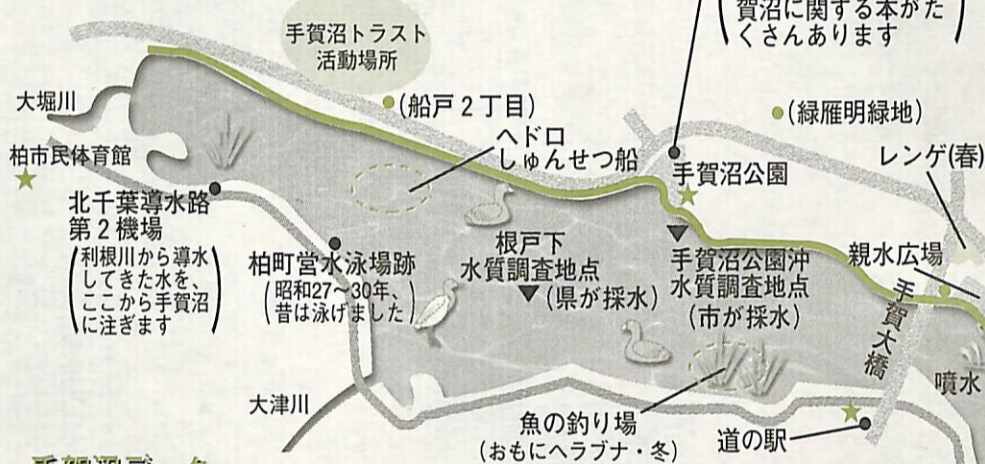 賀沼に関する本がた
くさんあります
手賀沼トラスト
活動場所
大堀川
(船戸2丁目)
(緑雁明緑地)
ヘドロ
しゅんせつ船
レンゲ(春)
柏市民体育館
手賀沼公園
北千葉導水路
第2機場
(利根川から導水
してきた水を、
ここから手賀沼
に注ぎます)
柏町営水泳場跡
(昭和27～30年、
昔は泳げました)
根戸下
水質調査地点
(県が採水)
手賀沼公園沖
水質調査地点
(市が採水)
親水広場
手賀大橋
噴水
大津川
魚の釣り場
(おもにヘラブナ・冬)
道の駅